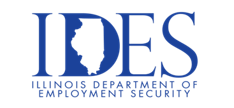 IDES
ILLINOIS DEPARTMENT OF
EMPLOYMENT SECURITY